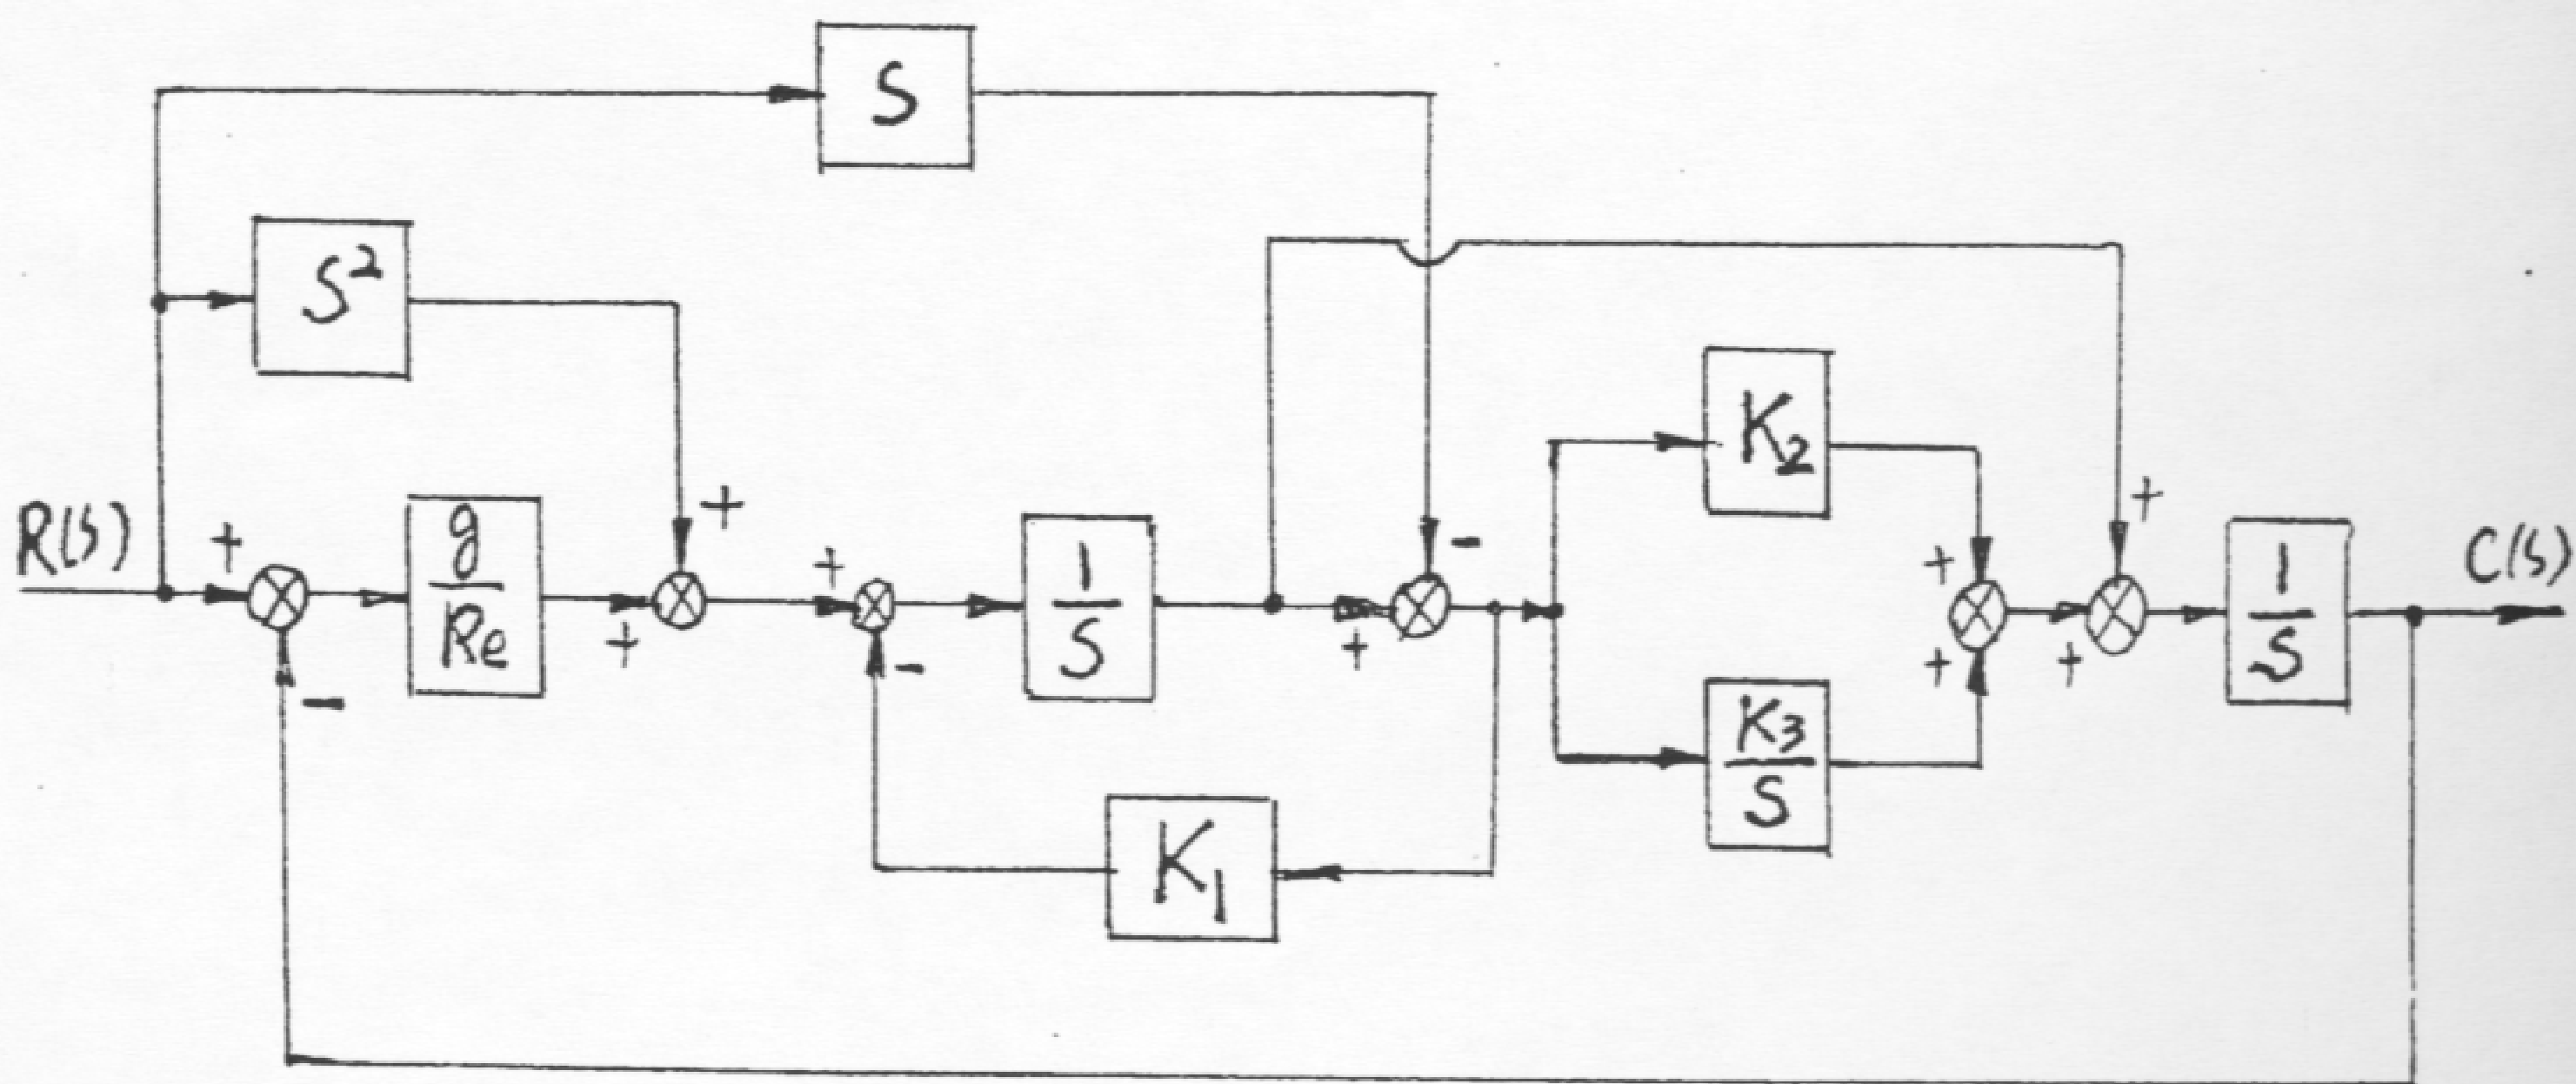 S
S²
K₂
R(s)
+
g
Re
+
+
+
1
S
-
+
+
1
S
C(s)
-
-
+
+
+
K₃
S
K₁